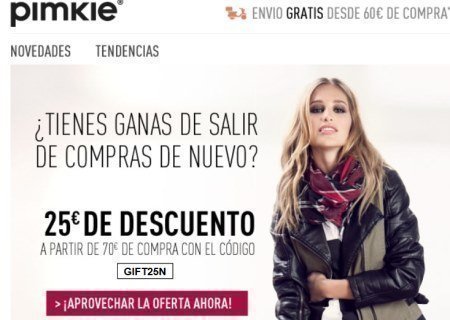 pimkie®
ENVIO GRATIS DESDE 60€ DE COMPRA*
NOVEDADES TENDENCIAS
¿TIENES GANAS DE SALIR
DE COMPRAS DE NUEVO?
25€ DE DESCUENTO
A PARTIR DE 70€ DE COMPRA CON EL CÓDIGO
GIFT25N
> ¡APROVECHAR LA OFERTA AHORA!